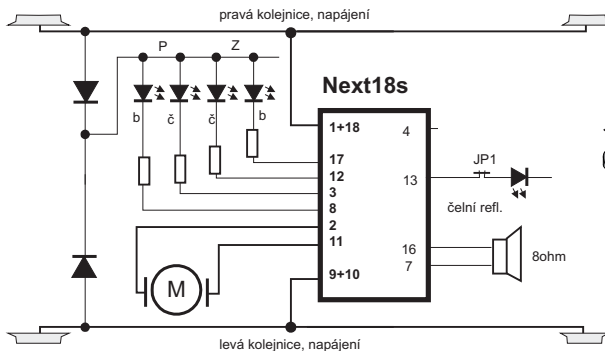 pravá kolejnice, napájení
P Z
Next18s
b č č b
1+18
4
17
12
3
8
2
11
9+10
13
JP1
čelní refl.
16
7
8ohm
M
levá kolejnice, napájení